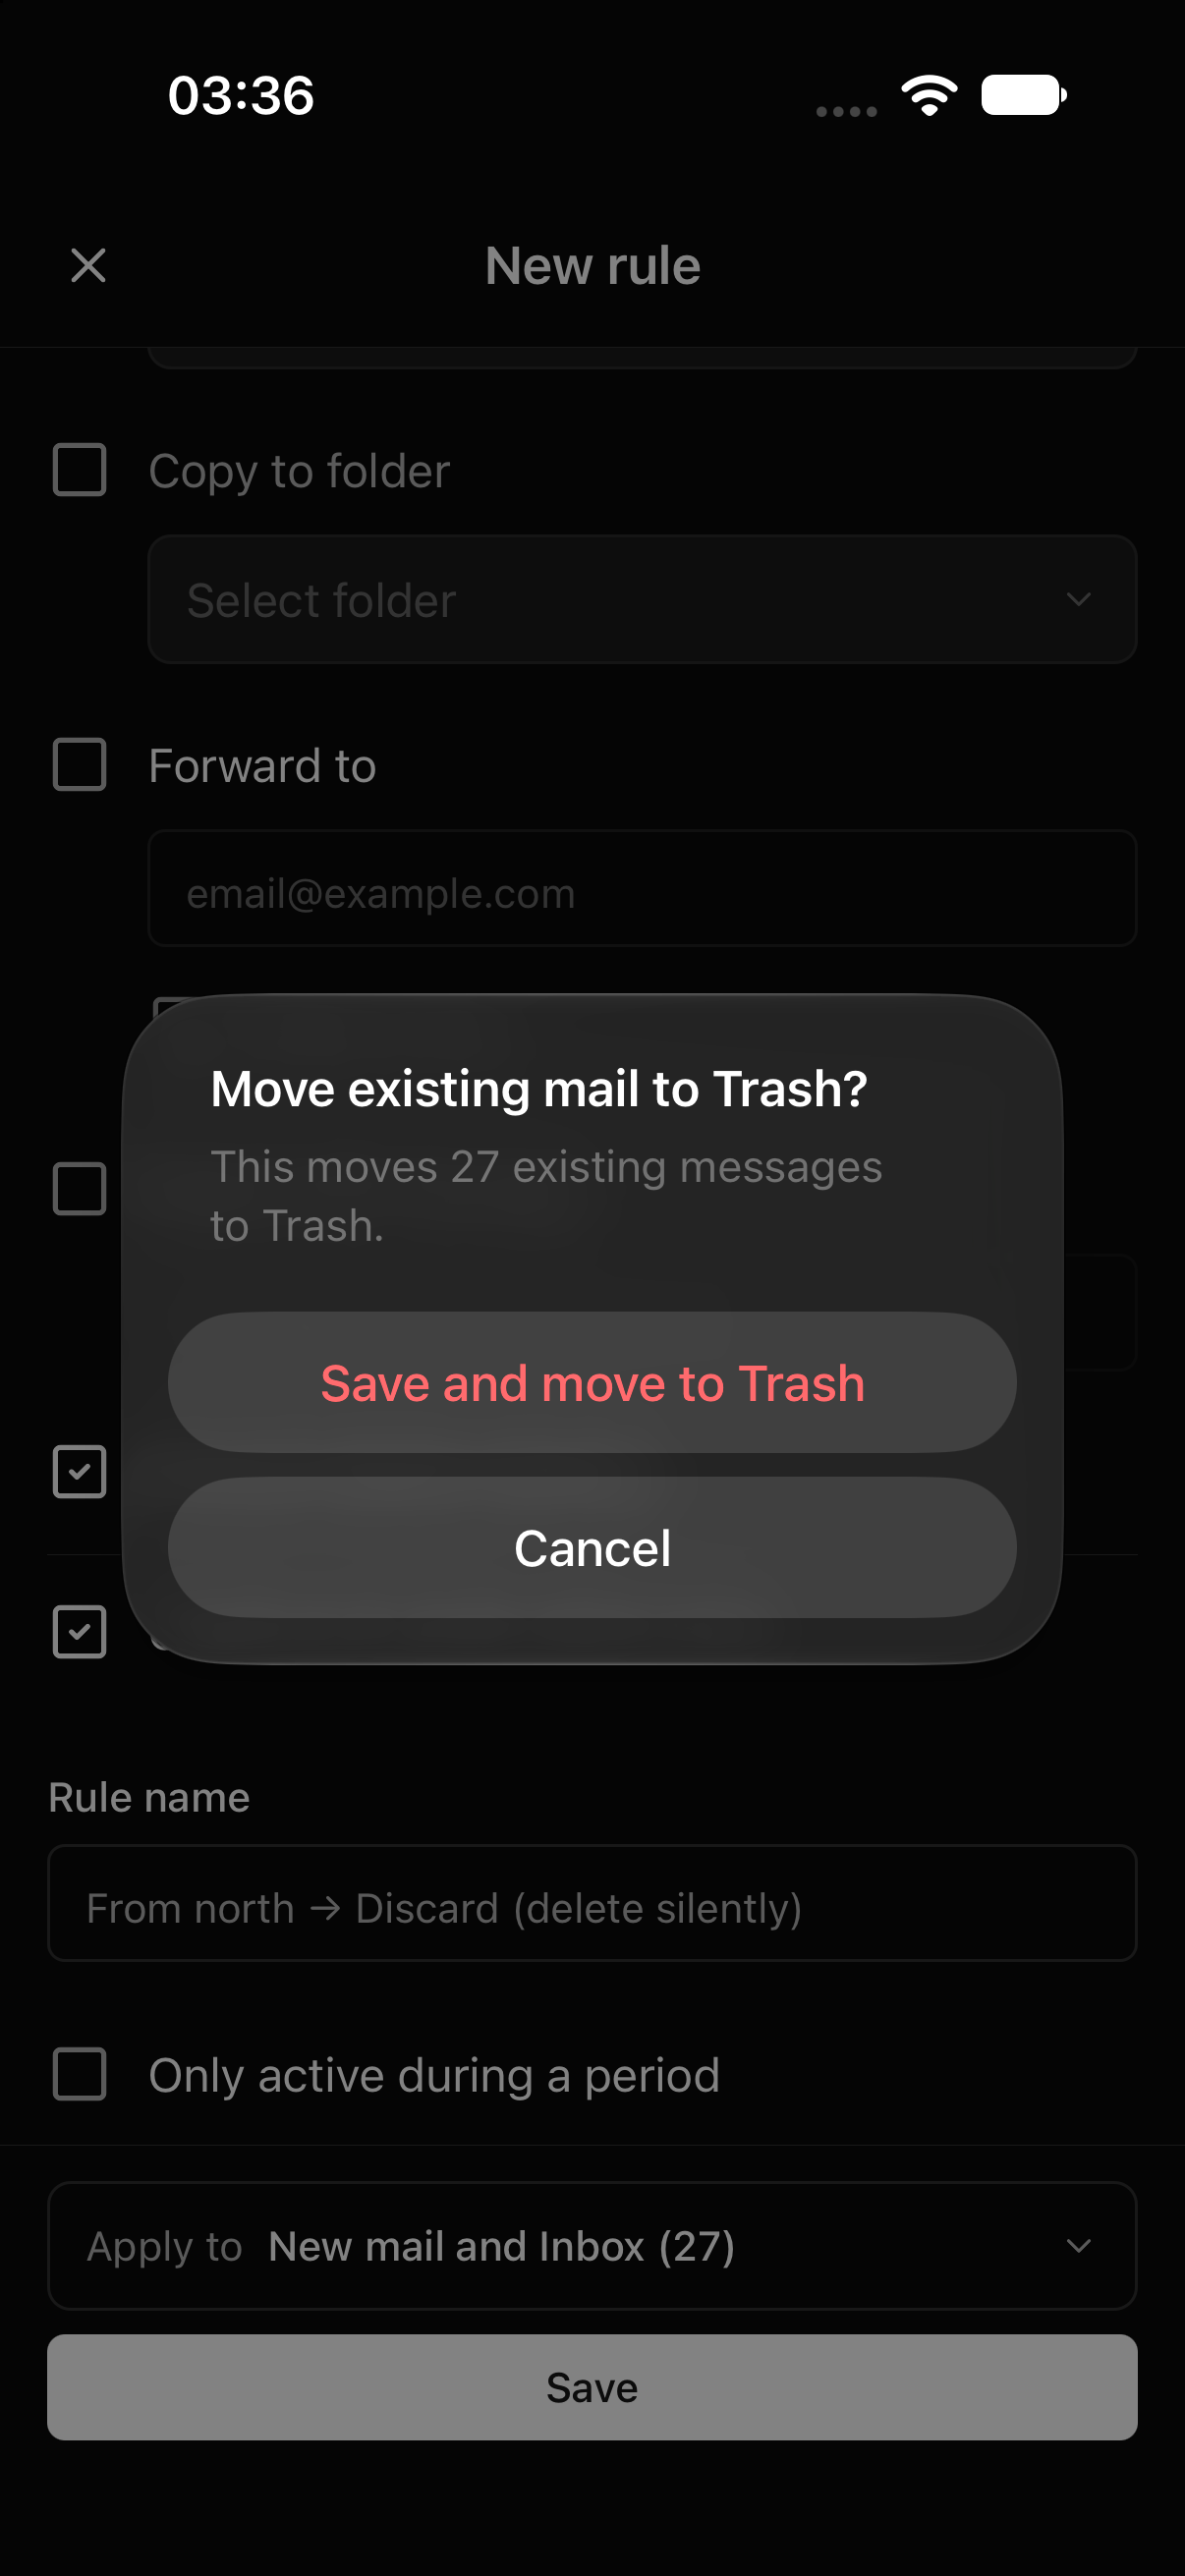 03:36
New rule
Copy to folder
Select folder
Forward to
email@example.com
Move existing mail to Trash?
This moves 27 existing messages
to Trash.
Save and move to Trash
Cancel
Rule name
From north → Discard (delete silently)
Only active during a period
Apply to New mail and Inbox (27)
Save